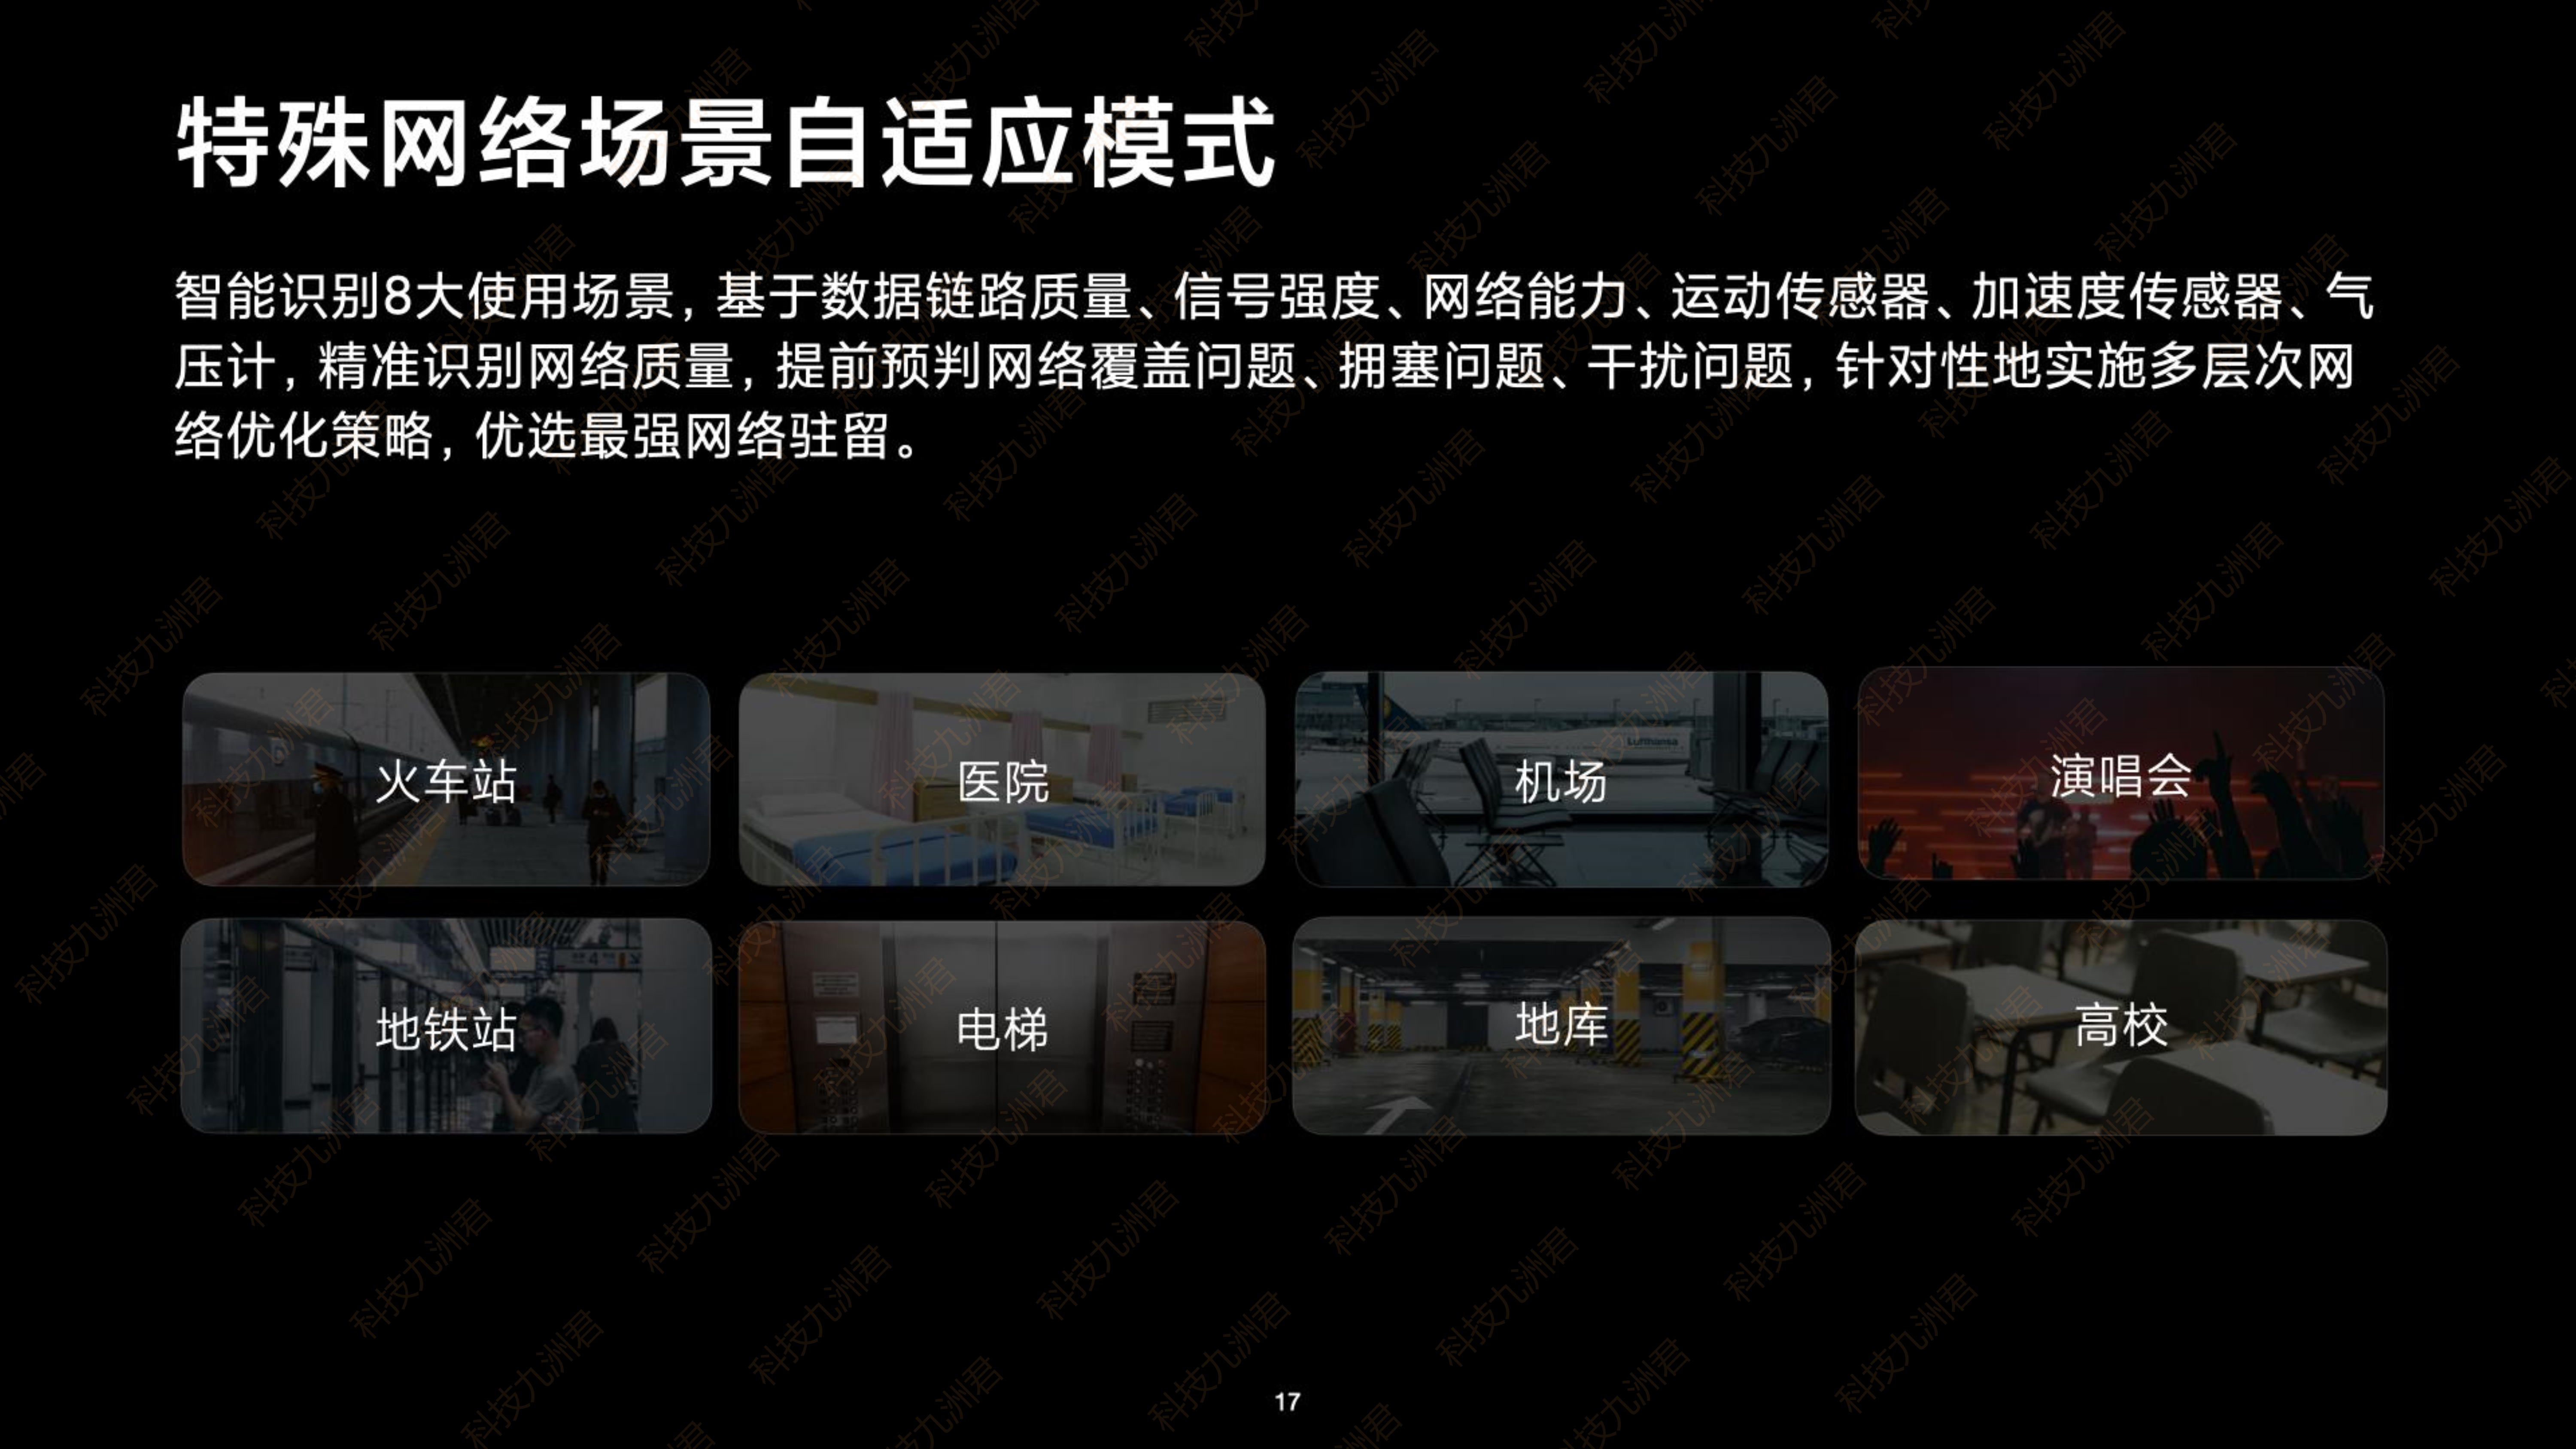 特殊网络场景自适应模式
智能识别8大使用场景，基于数据链路质量、信号强度、网络能力、运动传感器、加速度传感器、气
压计，精准识别网络质量，提前预判网络覆盖问题、拥塞问题、干扰问题，针对性地实施多层次网
络优化策略，优选最强网络驻留。
火车站
医院
机场
Lufthansa
演唱会
地铁站
电梯
地库
高校
17
科技九洲君